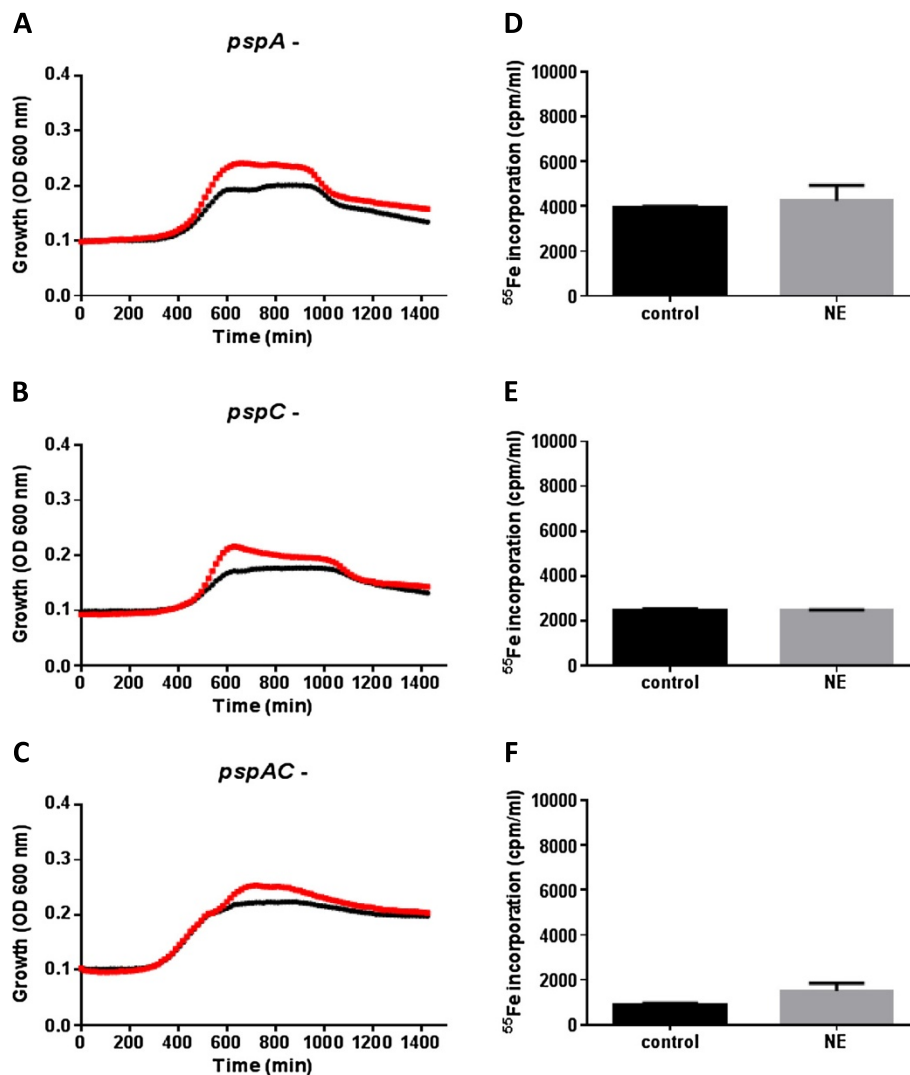 A
pspA -
Growth (OD 600 nm)
0.4
0.3
0.2
0.1
0.0
0 200 400 600 800 1000 1200 1400
Time (min)
D
⁵⁵Fe incorporation (cpm/ml)
10000
8000
6000
4000
2000
0
control NE
B
pspC -
Growth (OD 600 nm)
0.4
0.3
0.2
0.1
0.0
0 200 400 600 800 1000 1200 1400
Time (min)
E
⁵⁵Fe incorporation (cpm/ml)
10000
8000
6000
4000
2000
0
control NE
C
pspAC -
Growth (OD 600 nm)
0.4
0.3
0.2
0.1
0.0
0 200 400 600 800 1000 1200 1400
Time (min)
F
⁵⁵Fe incorporation (cpm/ml)
10000
8000
6000
4000
2000
0
control NE